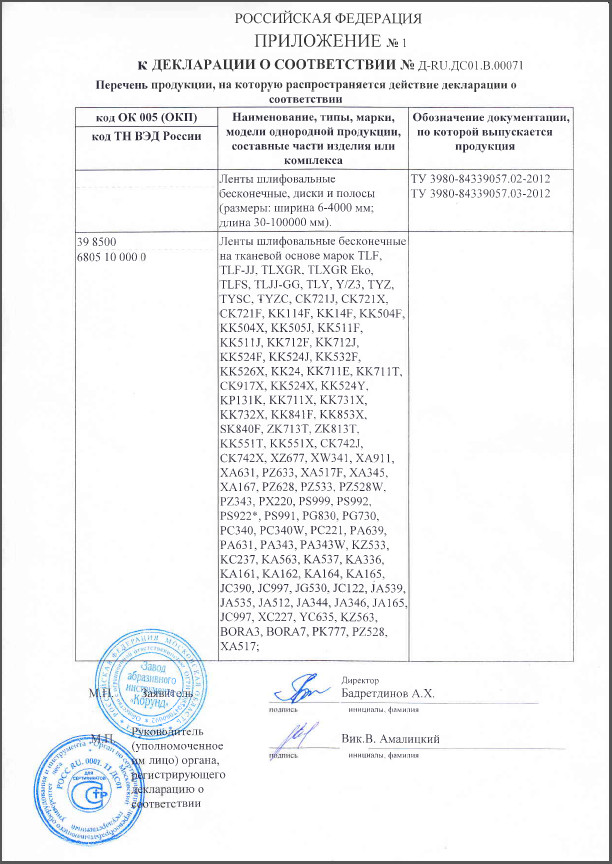 РОССИЙСКАЯ ФЕДЕРАЦИЯ
ПРИЛОЖЕНИЕ № 1
к ДЕКЛАРАЦИИ О СООТВЕТСТВИИ № Д-RU.ДС01.В.00071
Перечень продукции, на которую распространяется действие декларации о
соответствии
код ОК 005 (ОКП)
код ТН ВЭД России
Наименование, типы, марки,
модели однородной продукции,
составные части изделия или
комплекса
Обозначение документации,
по которой выпускается
продукция
Ленты шлифовальные
бесконечные, диски и полосы
(размеры: ширина 6-4000 мм;
длина 30-100000 мм).
ТУ 3980-84339057.02-2012
ТУ 3980-84339057.03-2012
39 8500
6805 10 000 0
Ленты шлифовальные бесконечные
на тканевой основе марок TLF,
TLF-JJ, TLXGR, TLXGR Eko,
TLFS, TLJJ-GG, TLY, Y/Z3, TYZ,
TYSC, TYZC, CK721J, CK721X,
CK721F, KK114F, KK14F, KK504F,
KK504X, KK505J, KK511F,
KK511J, KK712F, KK712J,
KK524F, KK524J, KK532F,
KK526X, KK24, KK711E, KK711T,
CK917X, KK524X, KK524Y,
KP131K, KK711X, KK731X,
KK732X, KK841F, KK853X,
SK840F, ZK713T, ZK813T,
KK551T, KK551X, CK742J,
CK742X, XZ677, XW341, XA911,
XA631, PZ633, XA517F, XA345,
XA167, PZ628, PZ533, PZ528W,
PZ343, PX220, PS999, PS992,
PS922*, PS991, PG830, PG730,
PC340, PC340W, PC221, PA639,
PA631, PA343, PA343W, KZ533,
KC237, KA563, KA537, KA336,
KA161, KA162, KA164, KA165,
JC390, JC997, JG530, JC122, JA539,
JA535, JA512, JA344, JA346, JA165,
JC997, XC227, YC635, KZ563,
BORA3, BORA7, PK777, PZ528,
XA517;
Завод
абразивного
инструмента
«Корунд»
М.П. Заявитель
подпись
Директор
Бадретдинов А.Х.
инициалы, фамилия
М.П. Руководитель
(уполномоченное
им лицо) органа,
регистрирующего
декларацию о
соответствии
подпись
Вик.В. Амалицкий
инициалы, фамилия
РОСС RU. 0001. 11 ДС01
ДЛЯ
СЕРТИФИКАТОВ